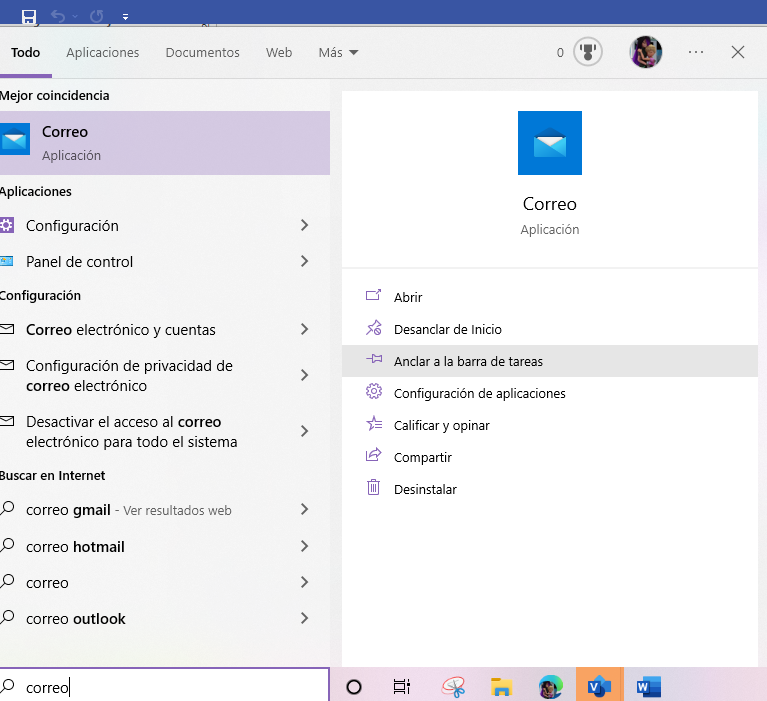 Todo Aplicaciones Documentos Web Más 0 ...
Mejor coincidencia
Correo
Aplicación
Aplicaciones
Configuración
Panel de control
Configuración
Correo electrónico y cuentas
Configuración de privacidad de
correo electrónico
Desactivar el acceso al correo
electrónico para todo el sistema
Buscar en Internet
correo gmail - Ver resultados web
correo hotmail
correo
correo outlook
Correo
Aplicación
Abrir
Desanclar de Inicio
Anclar a la barra de tareas
Configuración de aplicaciones
Calificar y opinar
Compartir
Desinstalar
correo
V W